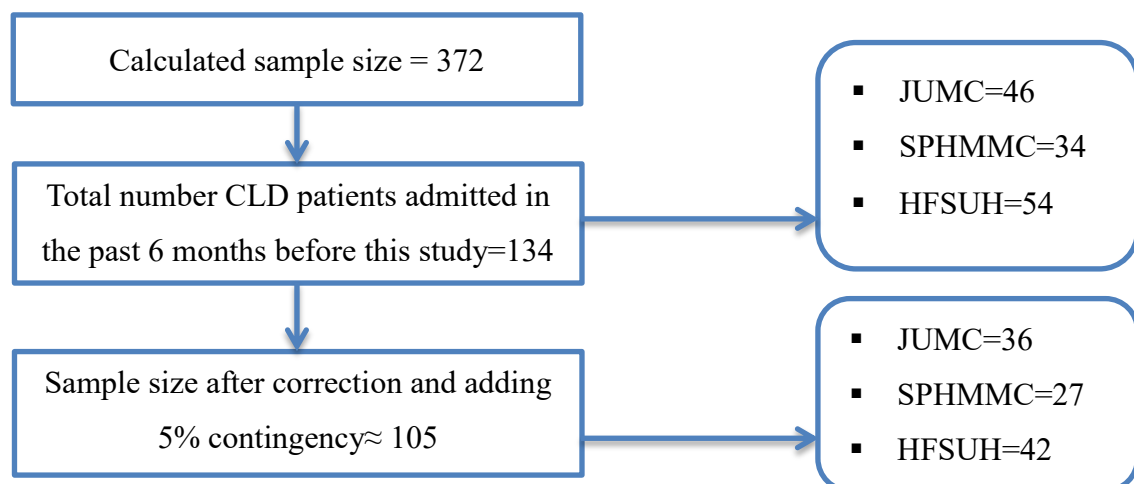 Calculated sample size = 372
▪ JUMC=46
▪ SPHMMC=34
▪ HFSUH=54
Total number CLD patients admitted in
the past 6 months before this study=134
Sample size after correction and adding
5% contingency≈ 105
▪ JUMC=36
▪ SPHMMC=27
▪ HFSUH=42